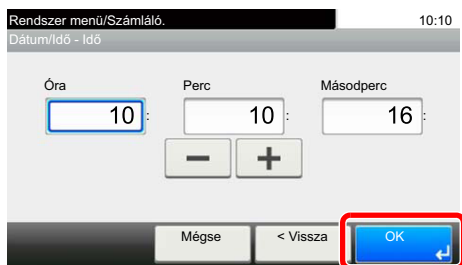 Rendszer menü/Számláló. 10:10
Dátum/Idő - Idő
Óra Perc Másodperc
10 : 10 : 16 :
Mégse < Vissza OK